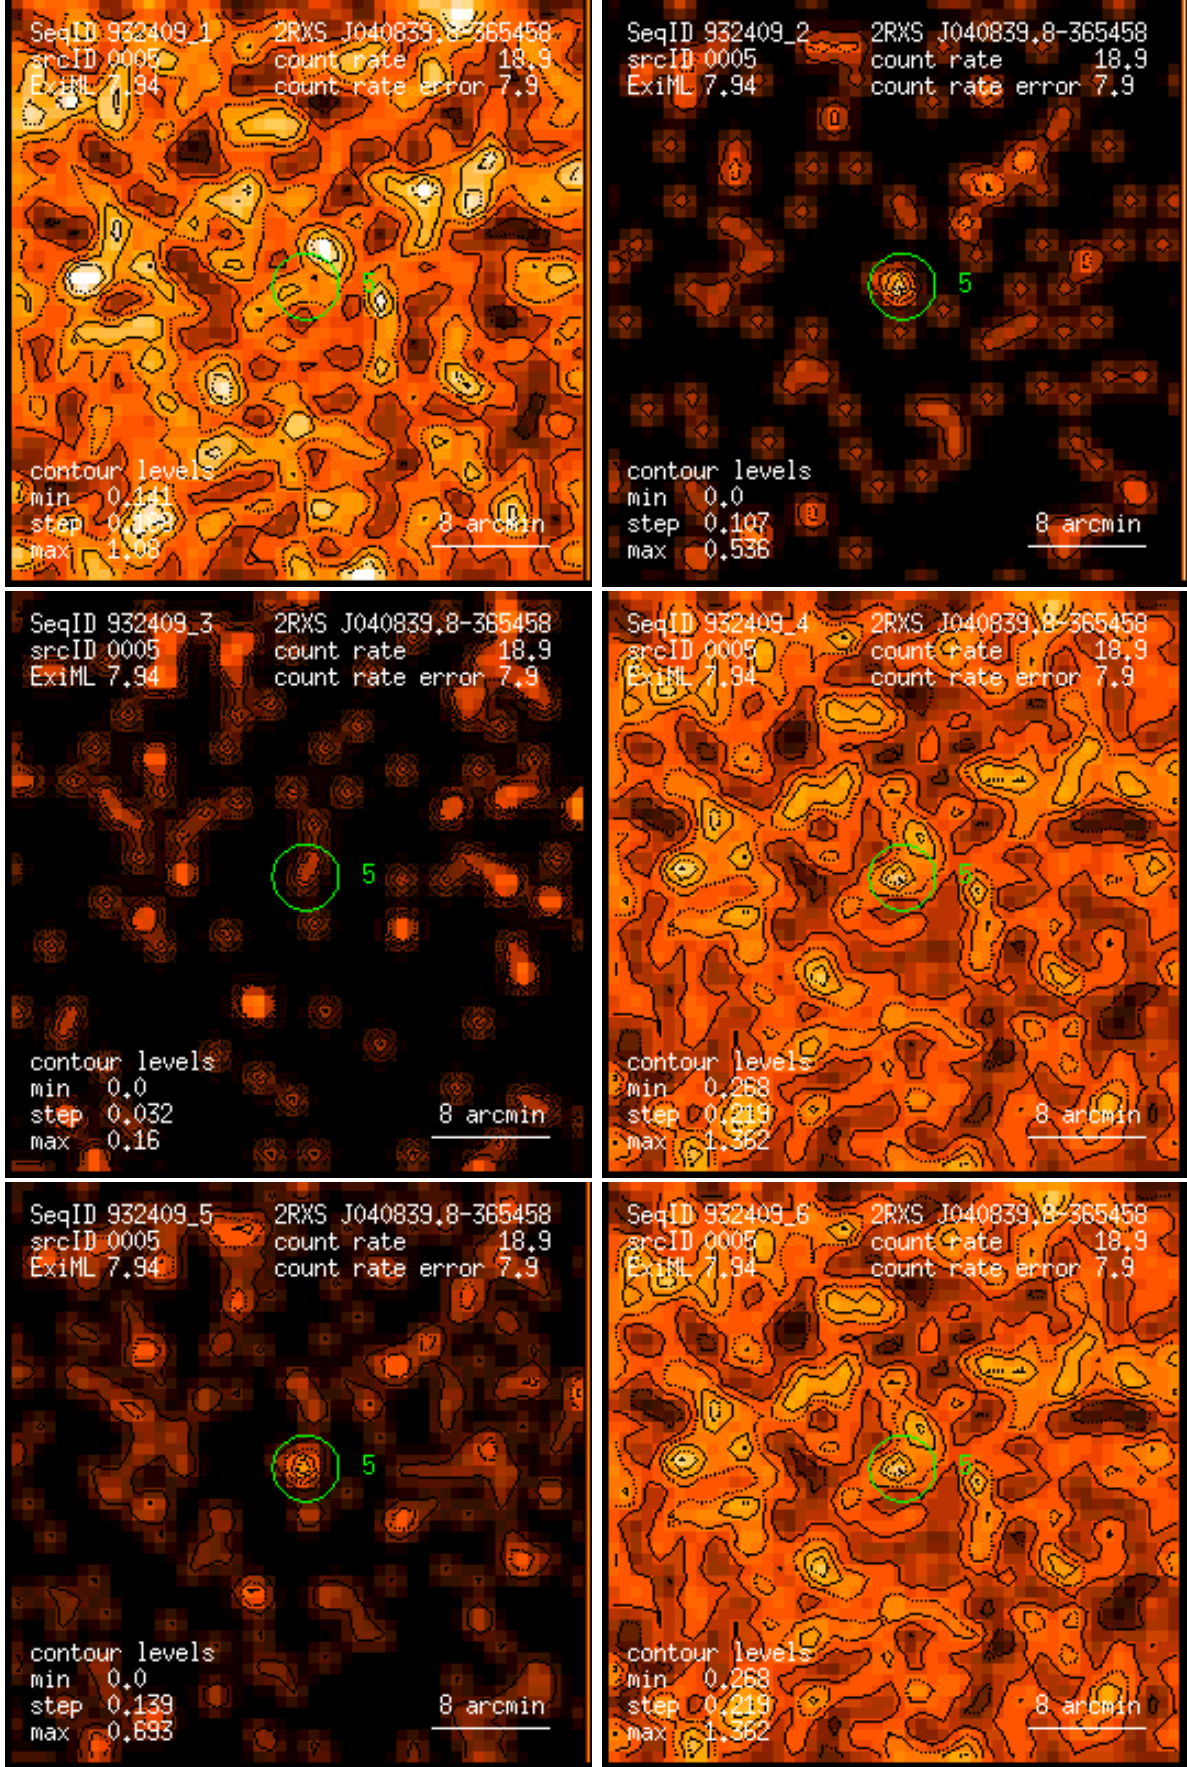 SeqID 932409_1 2RXS J040839.8-365458
srcID 0005 count rate 18.9
ExiML 7.94 count rate error 7.9
5
contour levels
min 0.141
step
max 1.08
8 arcmin
SeqID 932409_2 2RXS J040839.8-365458
srcID 0005 count rate 18.9
ExiML 7.94 count rate error 7.9
5
contour levels
min 0.0
step 0.107
max 0.536
8 arcmin
SeqID 932409_3 2RXS J040839.8-365458
srcID 0005 count rate 18.9
ExiML 7.94 count rate error 7.9
5
contour levels
min 0.0
step 0.032
max 0.16
8 arcmin
SeqID 932409_4 2RXS J040839.8-365458
srcID 0005 count rate 18.9
ExiML 7.94 count rate error 7.9
5
contour levels
min 0.268
step 0.219
max 1.362
8 arcmin
SeqID 932409_5 2RXS J040839.8-365458
srcID 0005 count rate 18.9
ExiML 7.94 count rate error 7.9
5
contour levels
min 0.0
step 0.139
max 0.693
8 arcmin
SeqID 932409_6 2RXS J040839.8-365458
srcID 0005 count rate 18.9
ExiML 7.94 count rate error 7.9
5
contour levels
min 0.268
step 0.219
max 1.362
8 arcmin